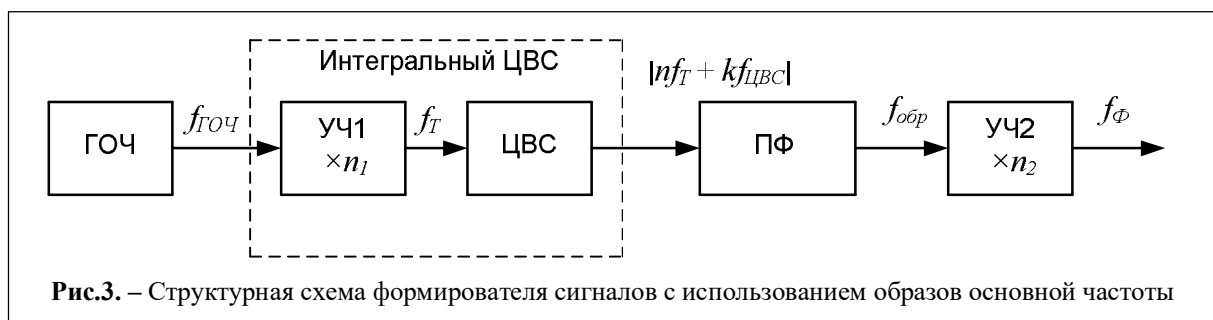 Интегральный ЦВС
|nf_T + kf_ЦВС|
ГОЧ
f_ГОЧ
УЧ1
×n_1
f_T
ЦВС
ПФ
f_обр
УЧ2
×n_2
f_Ф
Рис.3. – Структурная схема формирователя сигналов с использованием образов основной частоты